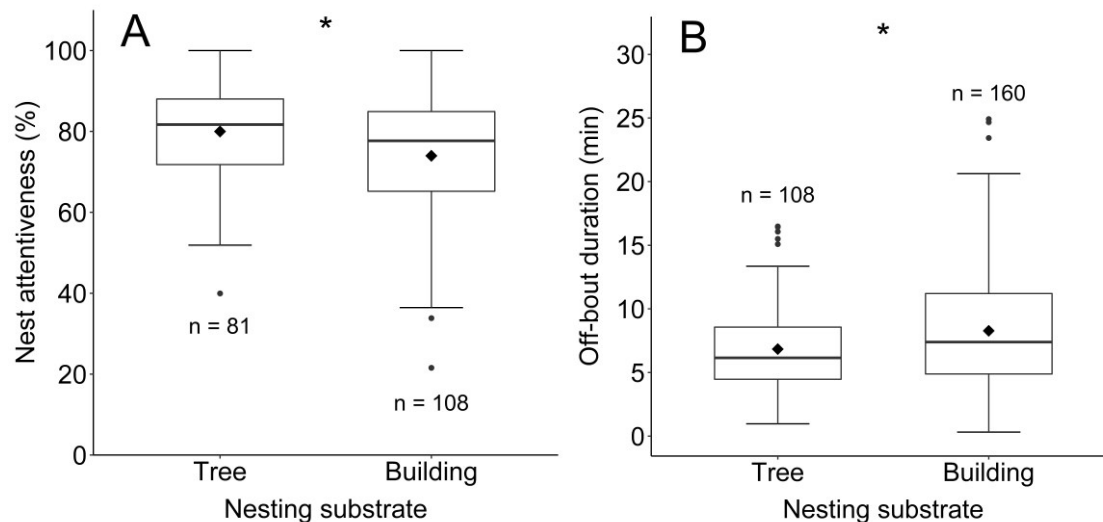 A
*
Nest attentiveness (%)
100
80
60
40
20
0
n = 81
n = 108
Tree
Building
Nesting substrate
B
*
Off-bout duration (min)
30
25
20
15
10
5
0
n = 108
n = 160
Tree
Building
Nesting substrate